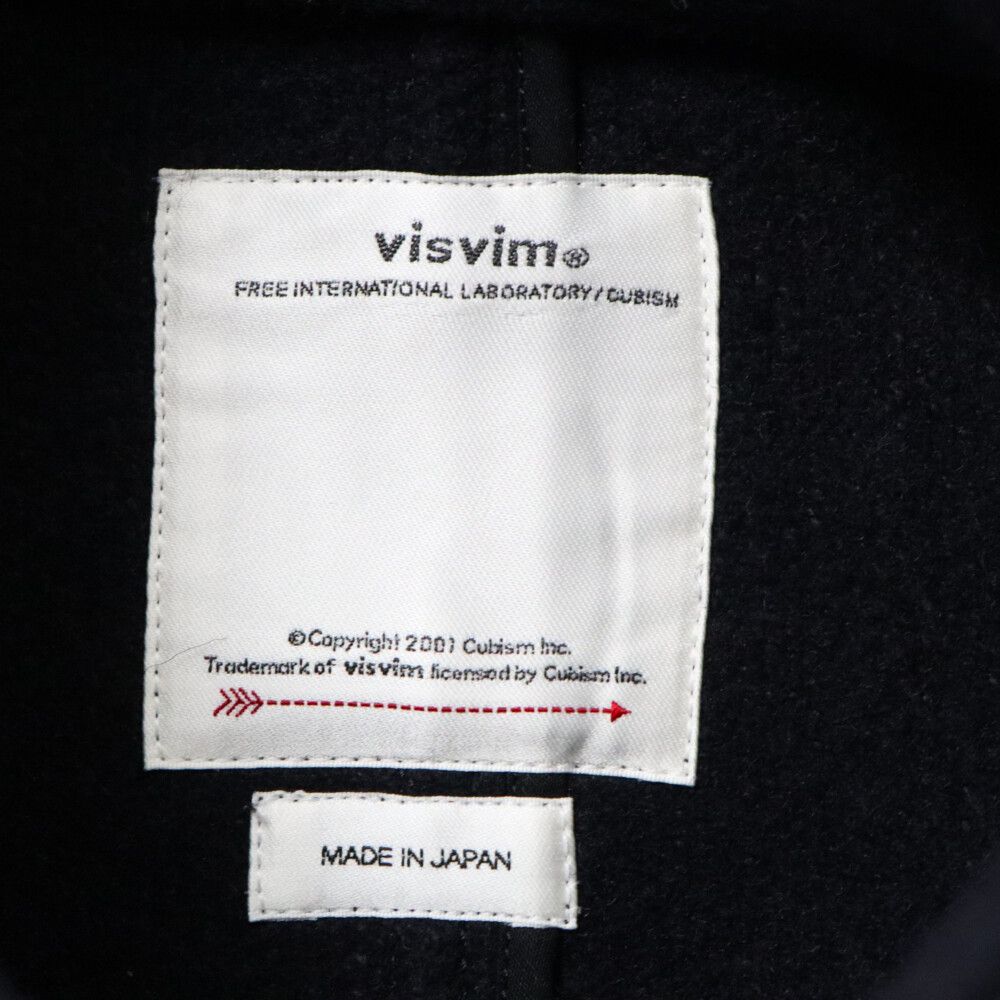 visvim®
FREE INTERNATIONAL LABORATORY/CUBISM
©Copyright 2001 Cubism Inc.
Trademark of visvim licensed by Cubism Inc.
MADE IN JAPAN